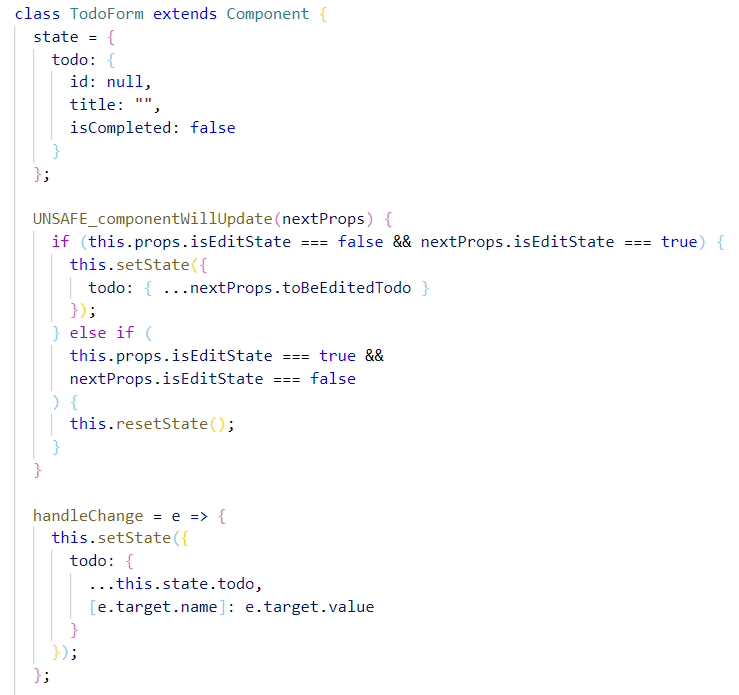 class TodoForm extends Component {
  state = {
    todo: {
      id: null,
      title: "",
      isCompleted: false
    }
  };

  UNSAFE_componentWillUpdate(nextProps) {
    if (this.props.isEditState === false && nextProps.isEditState === true) {
      this.setState({
        todo: { ...nextProps.toBeEditedTodo }
      });
    } else if (
      this.props.isEditState === true &&
      nextProps.isEditState === false
    ) {
      this.resetState();
    }
  }

  handleChange = e => {
    this.setState({
      todo: {
        ...this.state.todo,
        [e.target.name]: e.target.value
      }
    });
  };